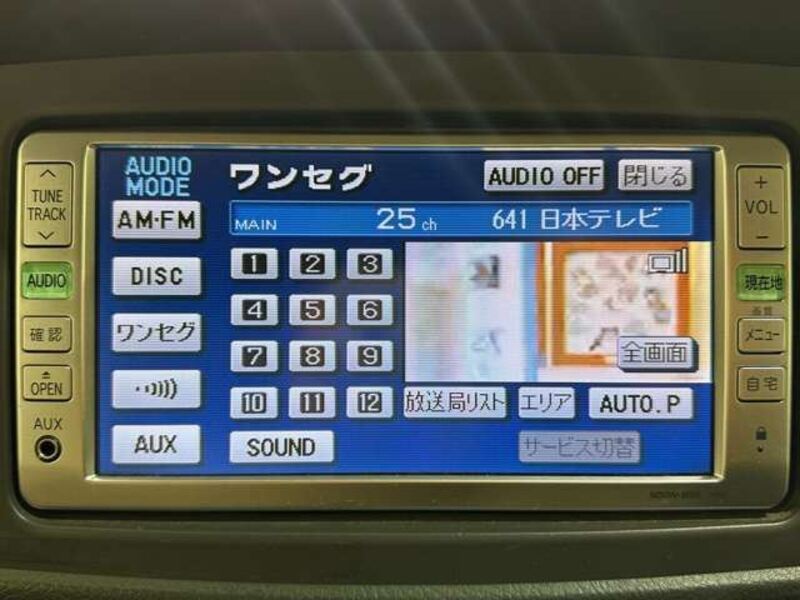 TUNE
TRACK
AUDIO
確認
OPEN
AUX
AUDIO
MODE
AM・FM
DISC
ワンセグ
AUX
ワンセグ
AUDIO OFF
閉じる
MAIN 25 ch 641 日本テレビ
1 2 3
4 5 6
7 8 9
10 11 12
全画面
放送局リスト エリア AUTO.P
SOUND
サービス切替
+
VOL
-
現在地
メニュー
自宅